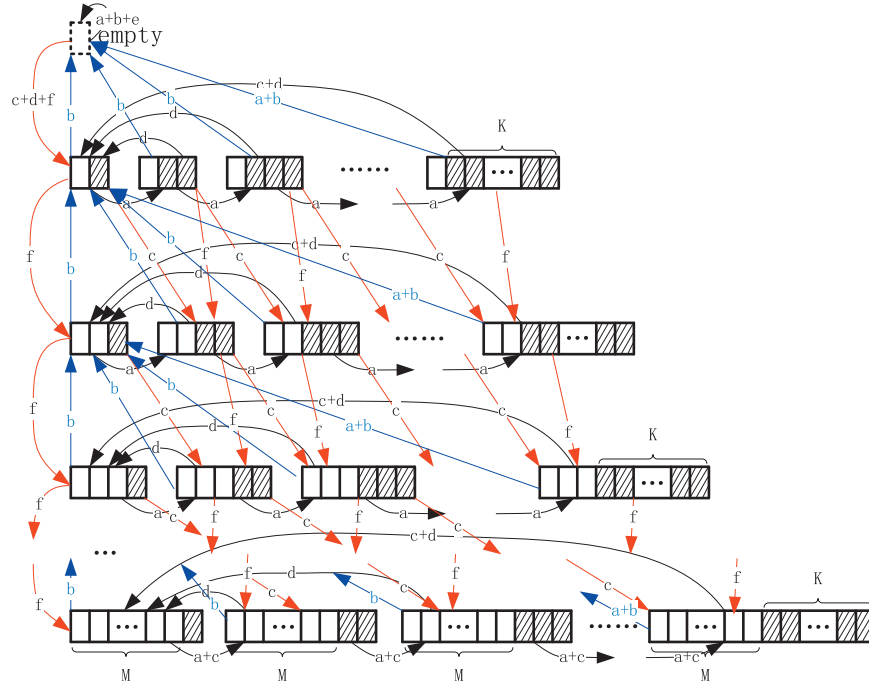 a+b+e
empty
c+d
a+b
b
b
d
c+d+f
b
d
K
......
...
a
a
a
b
b
c
f
c
f
c
c
f
f
b
c+d
d
a+b
d
......
...
a
a
a
b
b
c
f
c
f
c
c
f
f
b
c+d
d
a+b
d
K
...
a
a
a
c
c
c
f
f
f
f
...
c+d
b
f
d
f
d
c
b
f
c
a+b
f
K
...
...
...
......
...
...
a+c
a+c
a+c
a+c
M
M
M
M